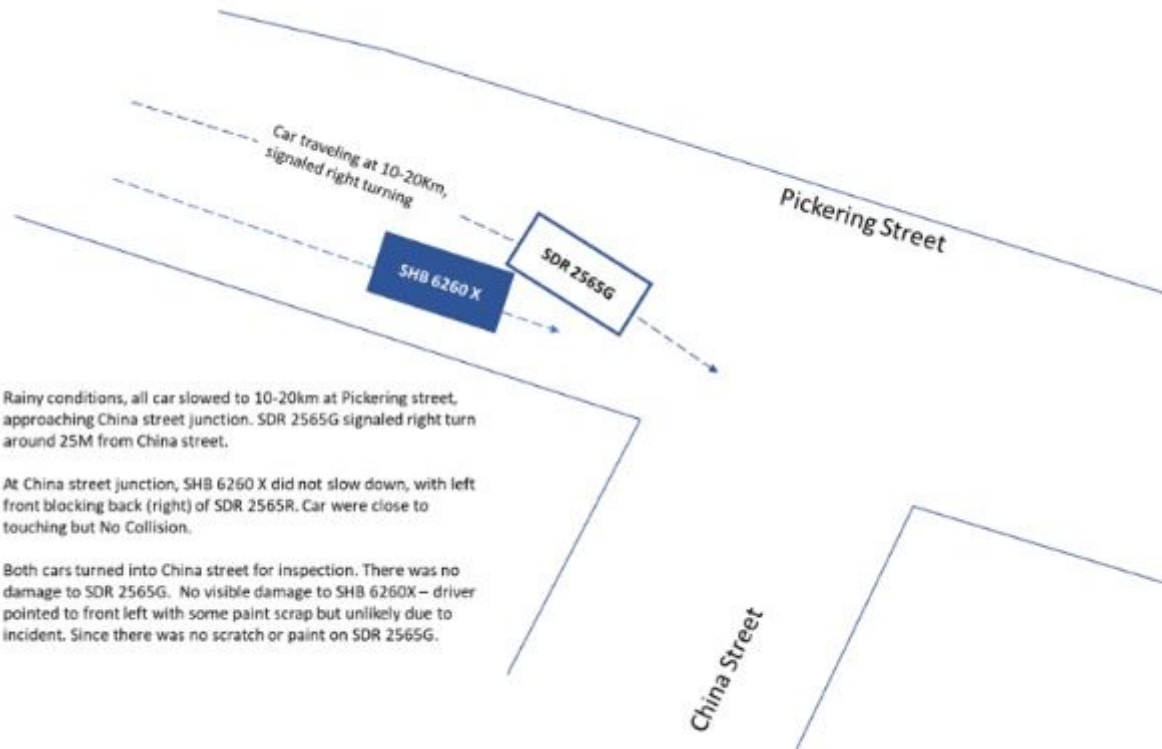 Car traveling at 10-20Km,
signaled right turning
Pickering Street
SDR 2565G
SHB 6260 X
Rainy conditions, all car slowed to 10-20km at Pickering street,
approaching China street junction. SDR 2565G signaled right turn
around 25M from China street.
At China street junction, SHB 6260 X did not slow down, with left
front blocking back (right) of SDR 2565R. Car were close to
touching but No Collision.
Both cars turned into China street for inspection. There was no
damage to SDR 2565G. No visible damage to SHB 6260X – driver
pointed to front left with some paint scrap but unlikely due to
incident. Since there was no scratch or paint on SDR 2565G.
China Street